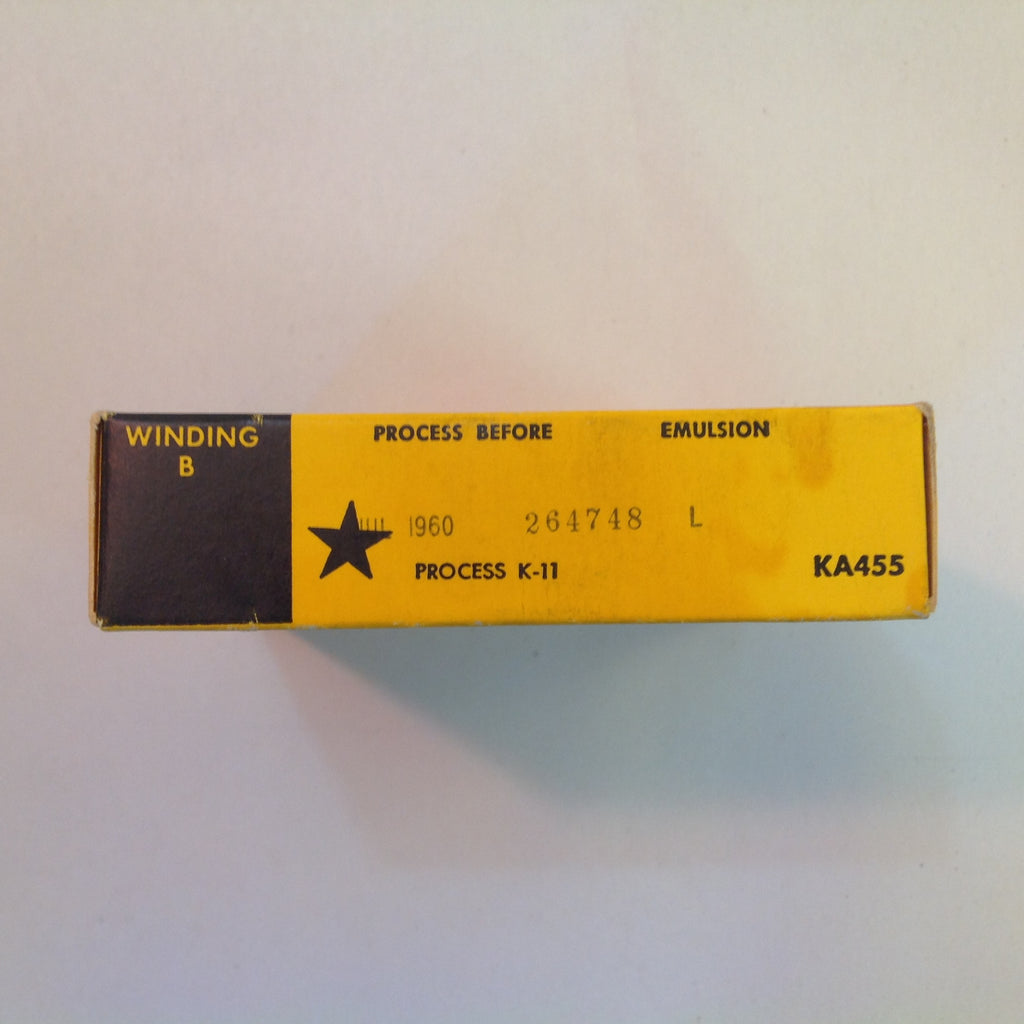 WINDING
B
PROCESS BEFORE EMULSION
1960 264748 L
PROCESS K-11
KA455